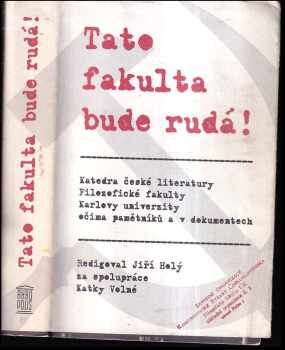 Tato fakulta bude rudá!
Tato
fakulta
bude rudá!
Katedra české literatury
Filozofické fakulty
Karlovy univerzity
očima pamětníků a v dokumentech
Redigoval Jiří Holý
za spolupráce
Katky Volné